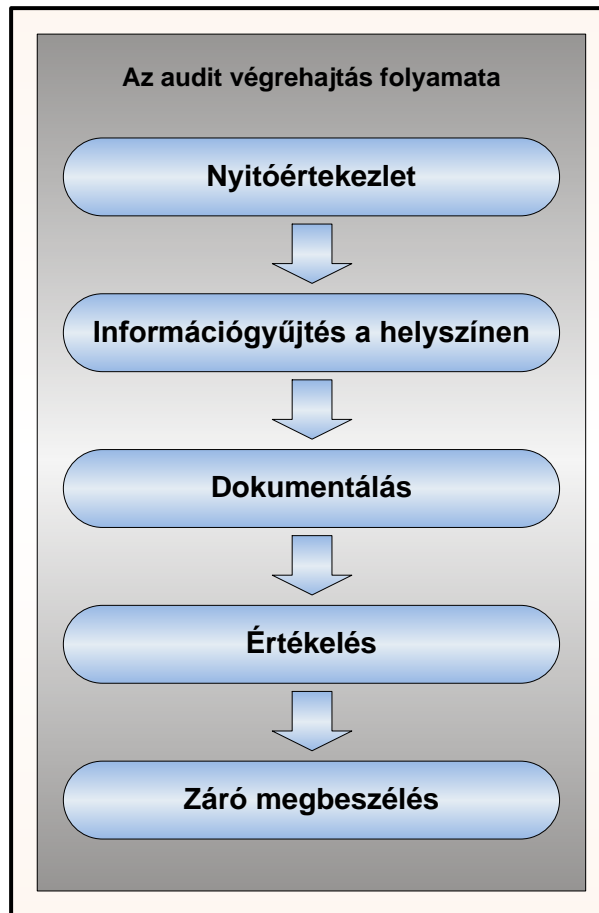 Az audit végrehajtás folyamata
Nyitóértekezlet
Információgyűjtés a helyszínen
Dokumentálás
Értékelés
Záró megbeszélés